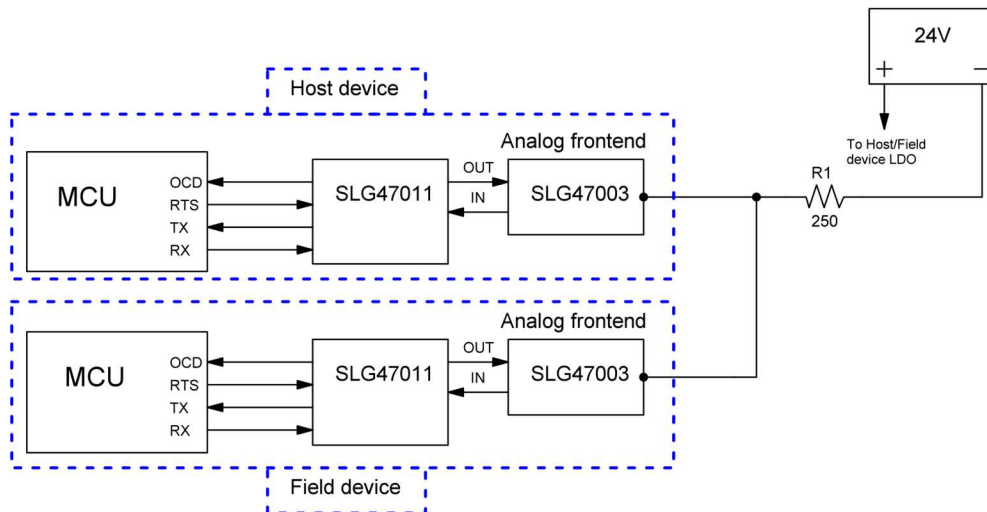 24V
+ −
To Host/Field
device LDO
R1
250
Host device
Analog frontend
MCU
OCD
RTS
TX
RX
SLG47011
OUT
IN
SLG47003
Analog frontend
MCU
OCD
RTS
TX
RX
SLG47011
OUT
IN
SLG47003
Field device